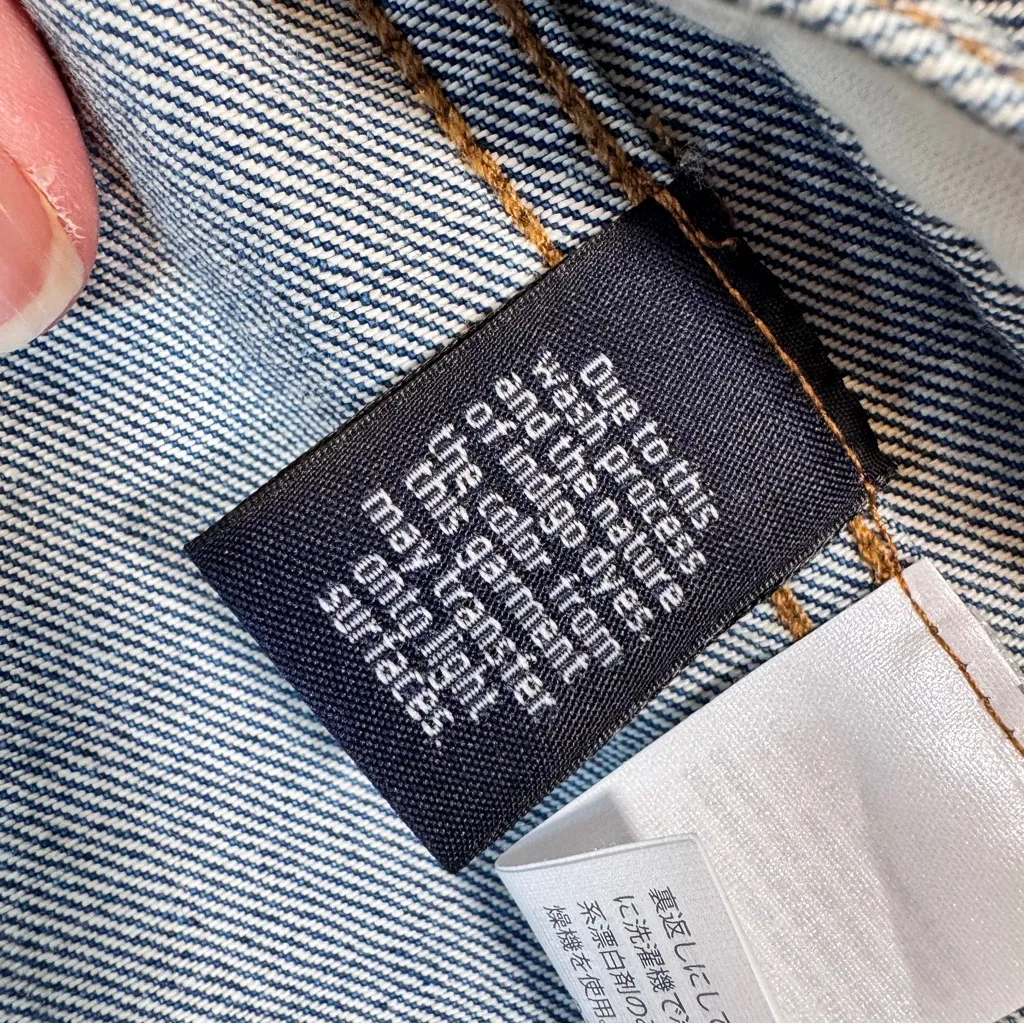 Due to this
wash process
and the nature
of indigo dyes,
the color from
this garment
may transfer
onto light
surfaces.
裏返しにして
に洗濯機で
系漂白剤の
燥機を使用